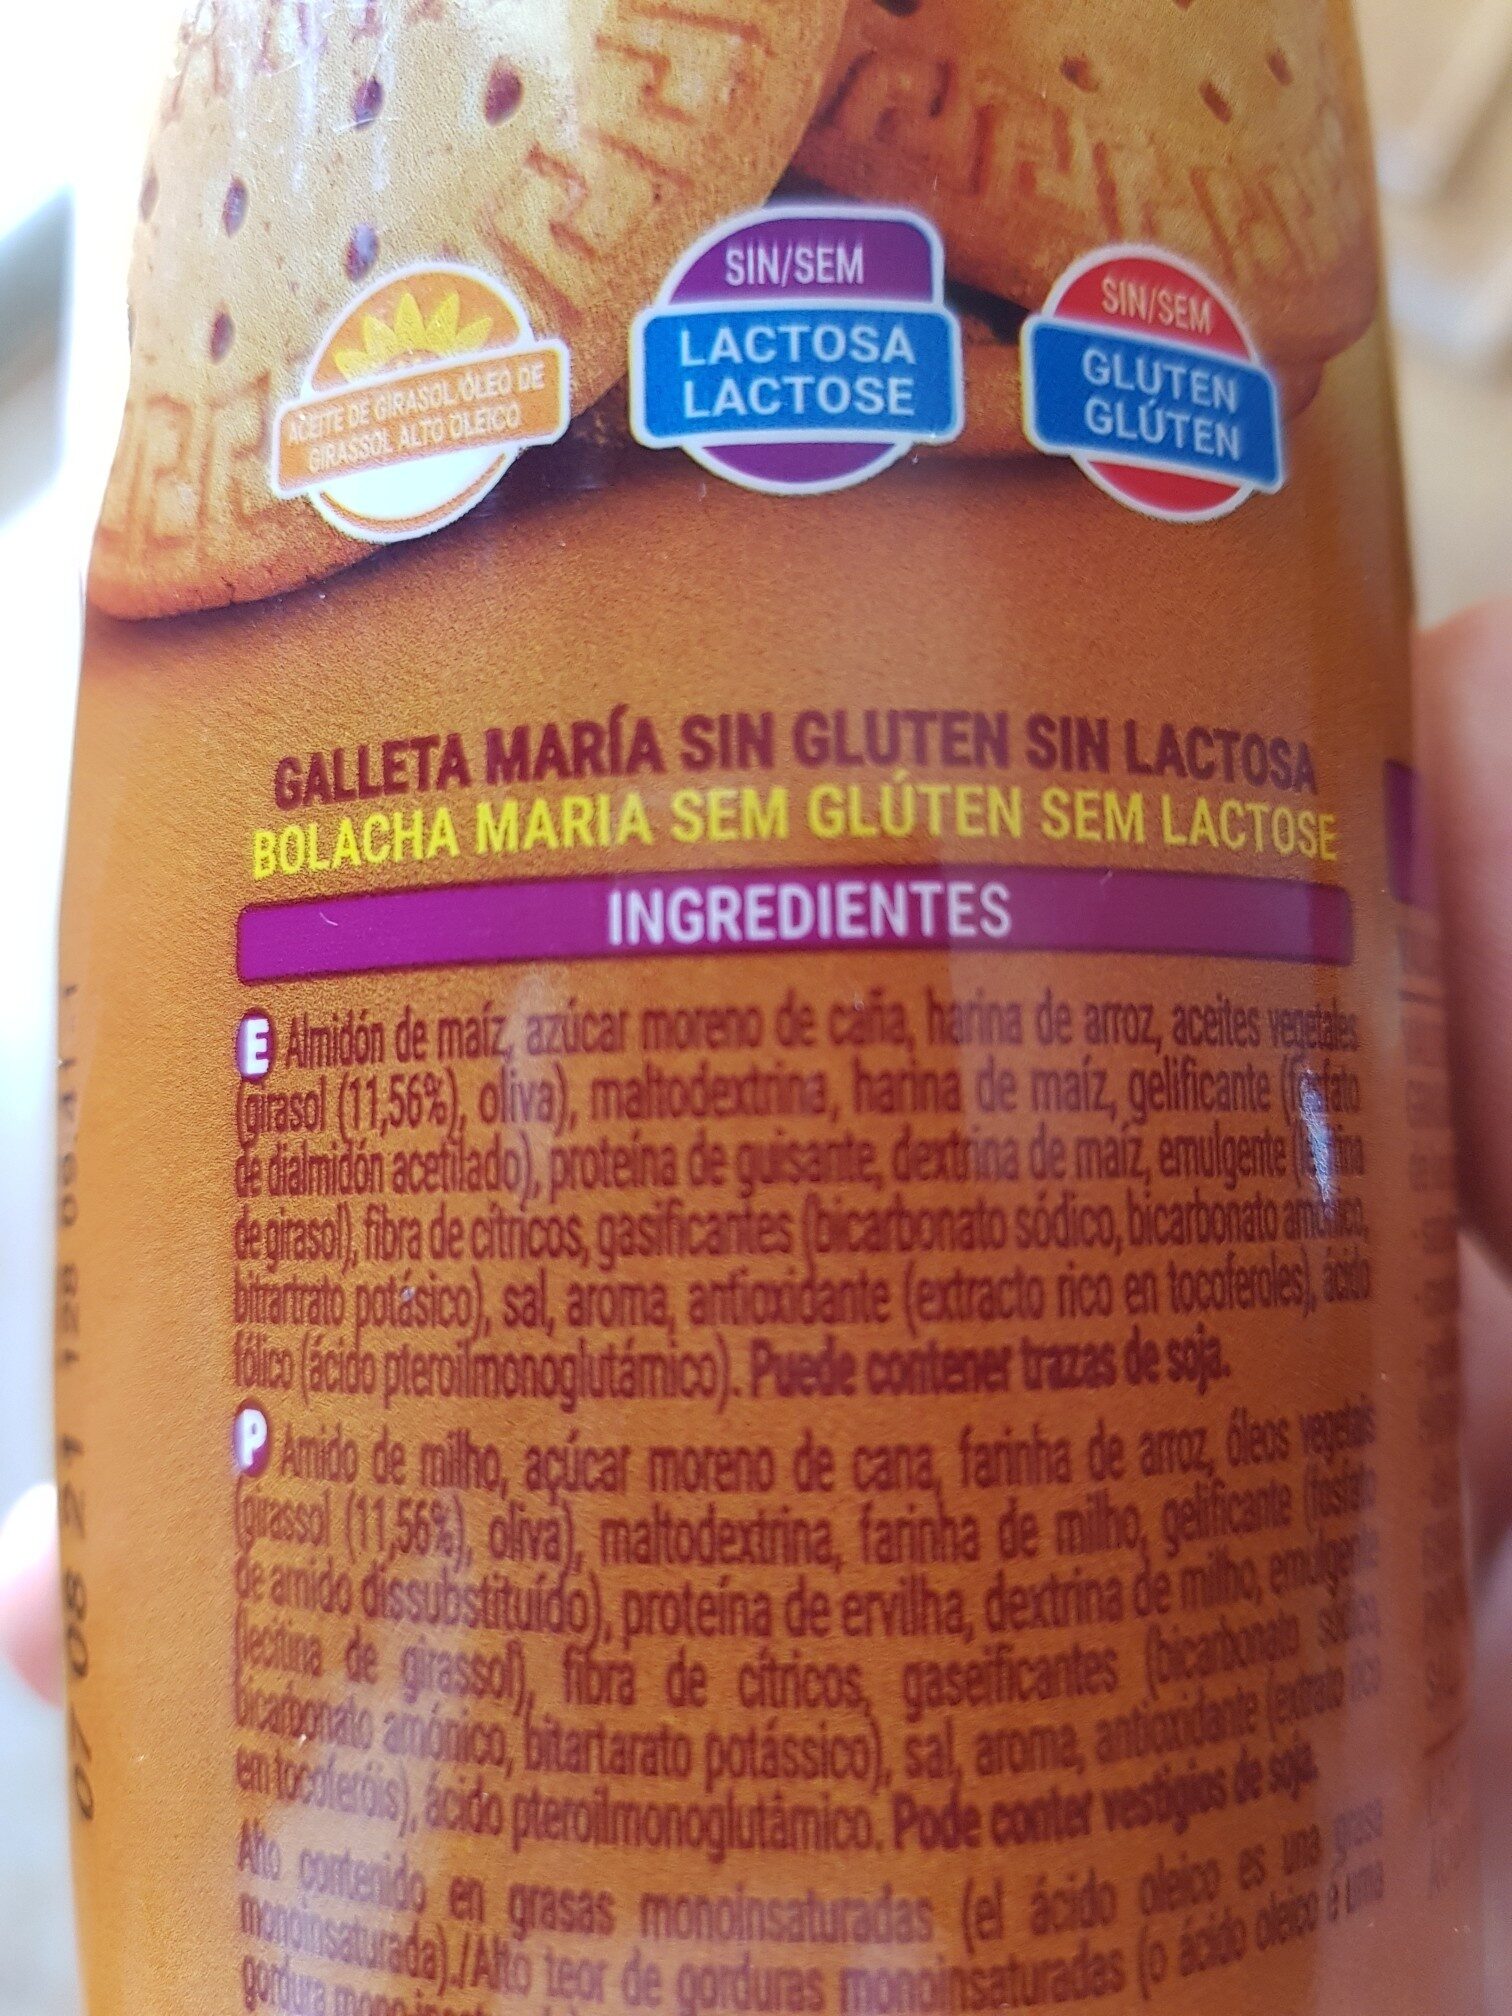 ACEITE DE GIRASOL/ÓLEO DE
GIRASSOL ALTO OLEICO
SIN/SEM
LACTOSA
LACTOSE
SIN/SEM
GLUTEN
GLÚTEN
GALLETA MARÍA SIN GLUTEN SIN LACTOSA
BOLACHA MARIA SEM GLÚTEN SEM LACTOSE
INGREDIENTES
E Almidón de maíz, azúcar moreno de caña, harina de arroz, aceites vegetales
(girasol (11,56%), oliva), maltodextrina, harina de maíz, gelificante (fosfato
de dialmidón acetilado), proteína de guisante, dextrina de maíz, emulgente (lecitina
de girasol), fibra de cítricos, gasificantes (bicarbonato sódico, bicarbonato amónico,
bitrartrato potásico), sal, aroma, antioxidante (extracto rico en tocoferoles), ácido
fólico (ácido pteroilmonoglutámico). Puede contener trazas de soja.
P Amido de milho, açúcar moreno de cana, farinha de arroz, óleos vegetais
(girassol (11,56%), oliva), maltodextrina, farinha de milho, gelificante (fosfato
de amido dissubstituído), proteína de ervilha, dextrina de milho, emulgente
(lecitina de girassol), fibra de cítricos, gaseificantes (bicarbonato sódico,
bicarbonato amónico, bitartarato potássico), sal, aroma, antioxidante (extrato rico
em tocoferóis), ácido pteroilmonoglutâmico. Pode conter vestígios de soja.
Alto contenido en grasas monoinsaturadas (el ácido oleico es una grasa
monoinsaturada)./Alto teor de gorduras monoinsaturadas (o ácido oleico é uma
gordura